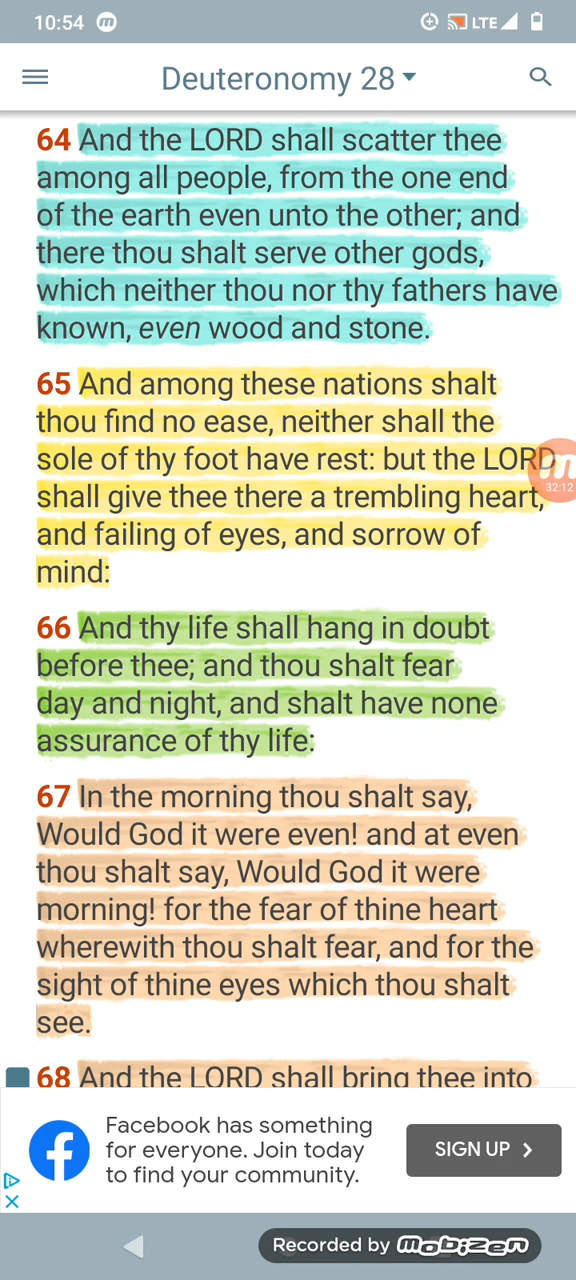 10:54 m LTE
Deuteronomy 28
64 And the LORD shall scatter thee
among all people, from the one end
of the earth even unto the other; and
there thou shalt serve other gods,
which neither thou nor thy fathers have
known, even wood and stone.
65 And among these nations shalt
thou find no ease, neither shall the
sole of thy foot have rest: but the LORD
m
32:12
shall give thee there a trembling heart,
and failing of eyes, and sorrow of
mind:
66 And thy life shall hang in doubt
before thee; and thou shalt fear
day and night, and shalt have none
assurance of thy life:
67 In the morning thou shalt say,
Would God it were even! and at even
thou shalt say, Would God it were
morning! for the fear of thine heart
wherewith thou shalt fear, and for the
sight of thine eyes which thou shalt
see.
68 And the LORD shall bring thee into
Facebook has something
for everyone. Join today
to find your community.
SIGN UP
Recorded by mobizen